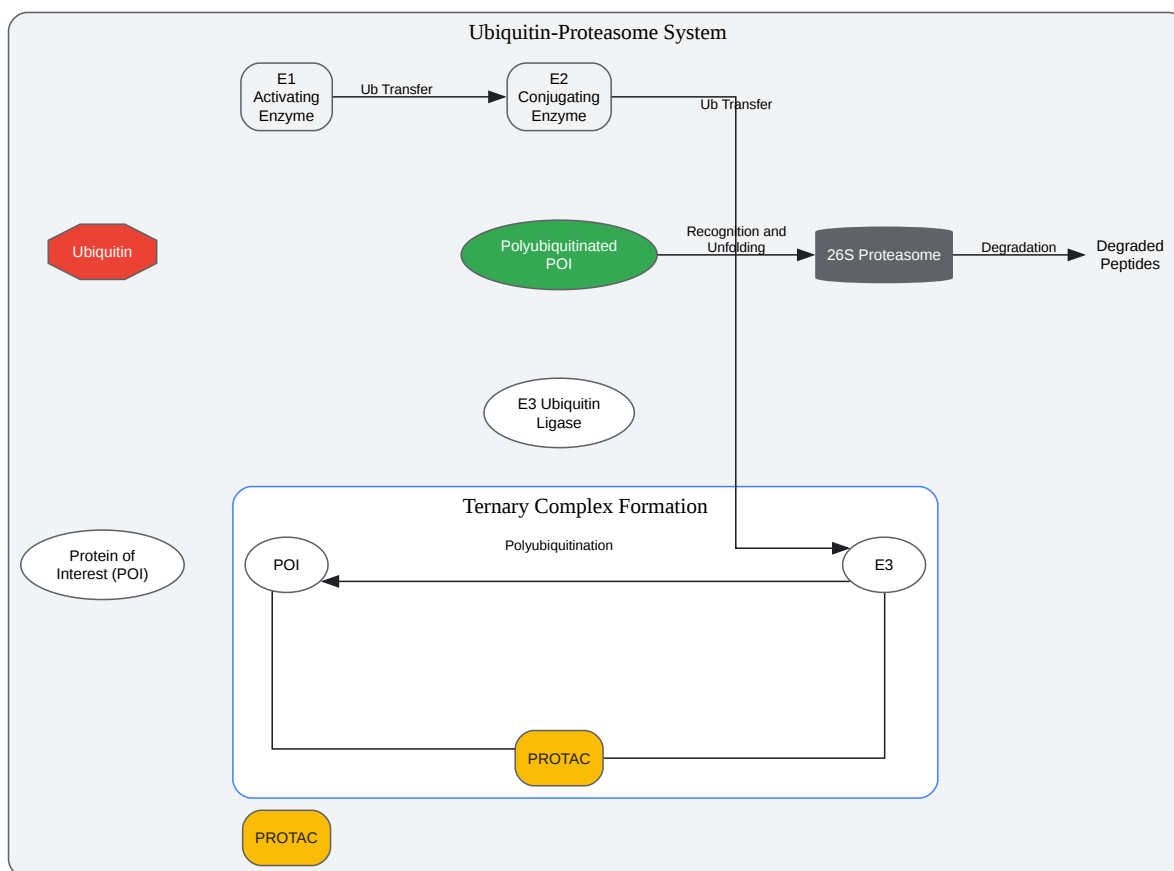 Ubiquitin-Proteasome System
E1
Activating
Enzyme
Ub Transfer
E2
Conjugating
Enzyme
Ub Transfer
Ubiquitin
Polyubiquitinated
POI
Recognition and
Unfolding
26S Proteasome
Degradation
Degraded
Peptides
E3 Ubiquitin
Ligase
Ternary Complex Formation
Protein of
Interest (POI)
POI
Polyubiquitination
E3
PROTAC
PROTAC